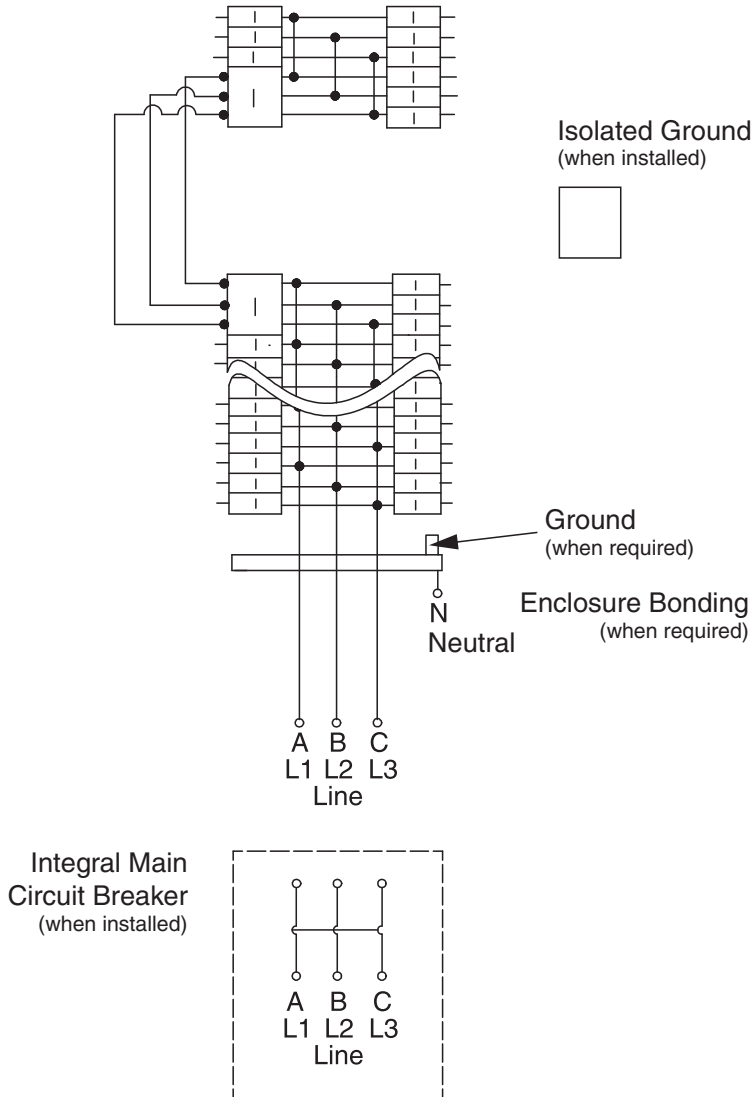 Isolated Ground
(when installed)
Ground
(when required)
N
Neutral
Enclosure Bonding
(when required)
A B C
L1 L2 L3
Line
Integral Main
Circuit Breaker
(when installed)
A B C
L1 L2 L3
Line